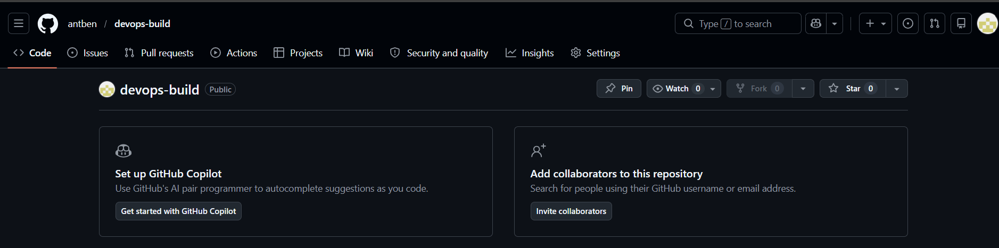 antben / devops-build Type / to search
Code Issues Pull requests Actions Projects Wiki Security and quality Insights Settings
devops-build Public Pin Watch 0 Fork 0 Star 0
Set up GitHub Copilot
Use GitHub's AI pair programmer to autocomplete suggestions as you code.
Get started with GitHub Copilot
Add collaborators to this repository
Search for people using their GitHub username or email address.
Invite collaborators